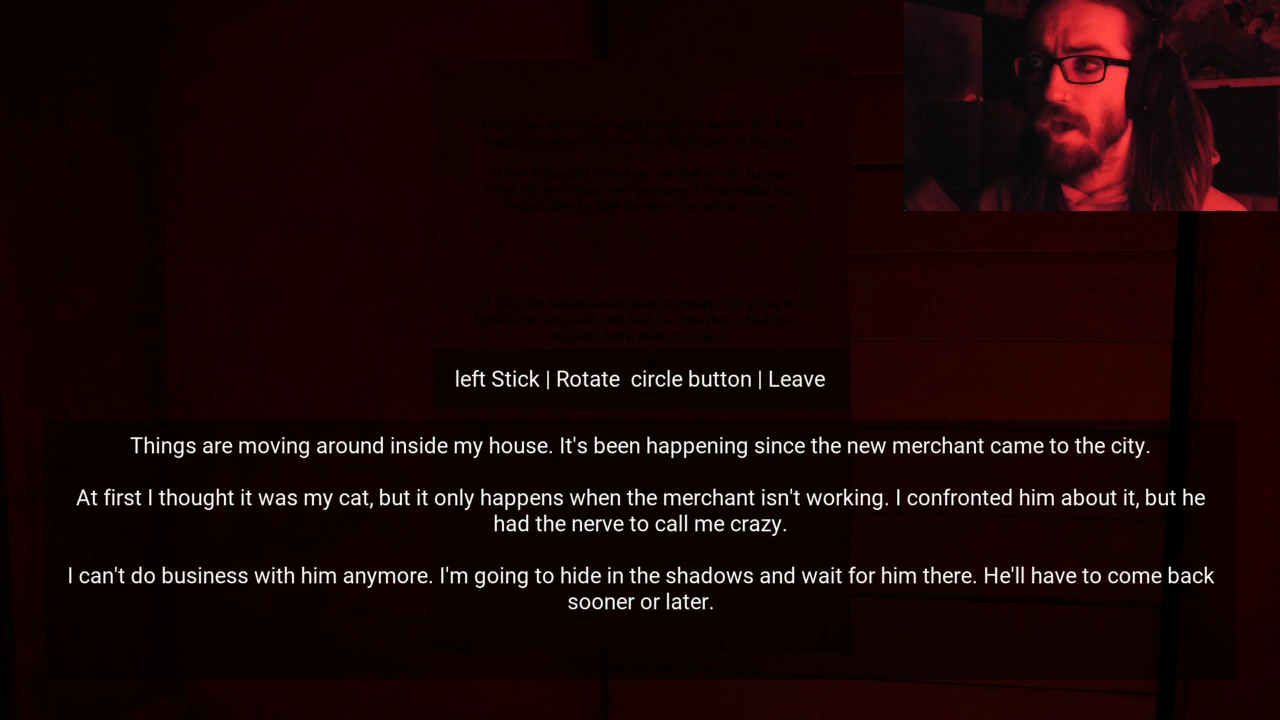 left Stick | Rotate  circle button | Leave
Things are moving around inside my house. It's been happening since the new merchant came to the city.
At first I thought it was my cat, but it only happens when the merchant isn't working. I confronted him about it, but he
had the nerve to call me crazy.
I can't do business with him anymore. I'm going to hide in the shadows and wait for him there. He'll have to come back
sooner or later.